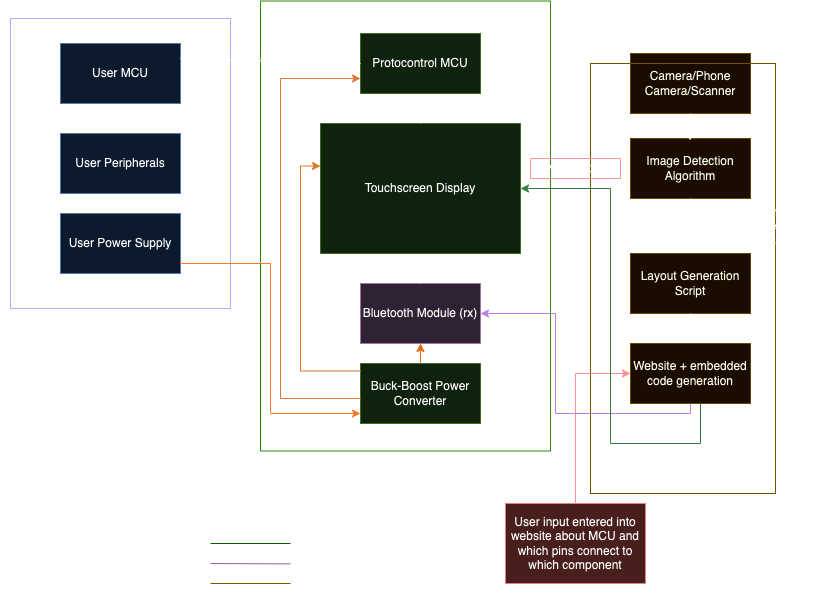 User MCU
User Peripherals
User Power Supply
Protocontrol MCU
Touchscreen Display
Bluetooth Module (rx)
Buck-Boost Power
Converter
Camera/Phone
Camera/Scanner
Image Detection
Algorithm
Layout Generation
Script
Website + embedded
code generation
User input entered into
website about MCU and
which pins connect to
which component